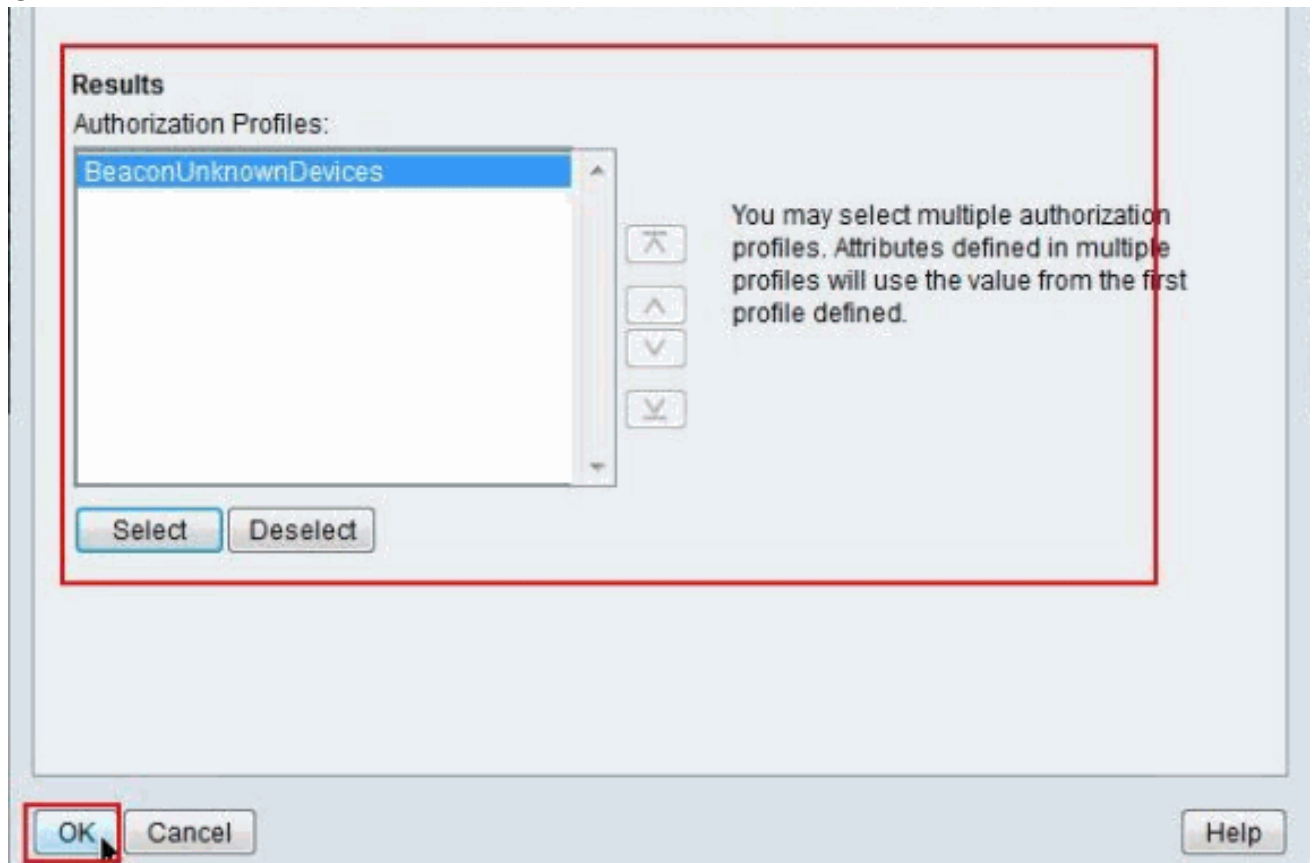 Results
Authorization Profiles:
BeaconUnknownDevices
You may select multiple authorization
profiles. Attributes defined in multiple
profiles will use the value from the first
profile defined.
Select Deselect
OK Cancel Help